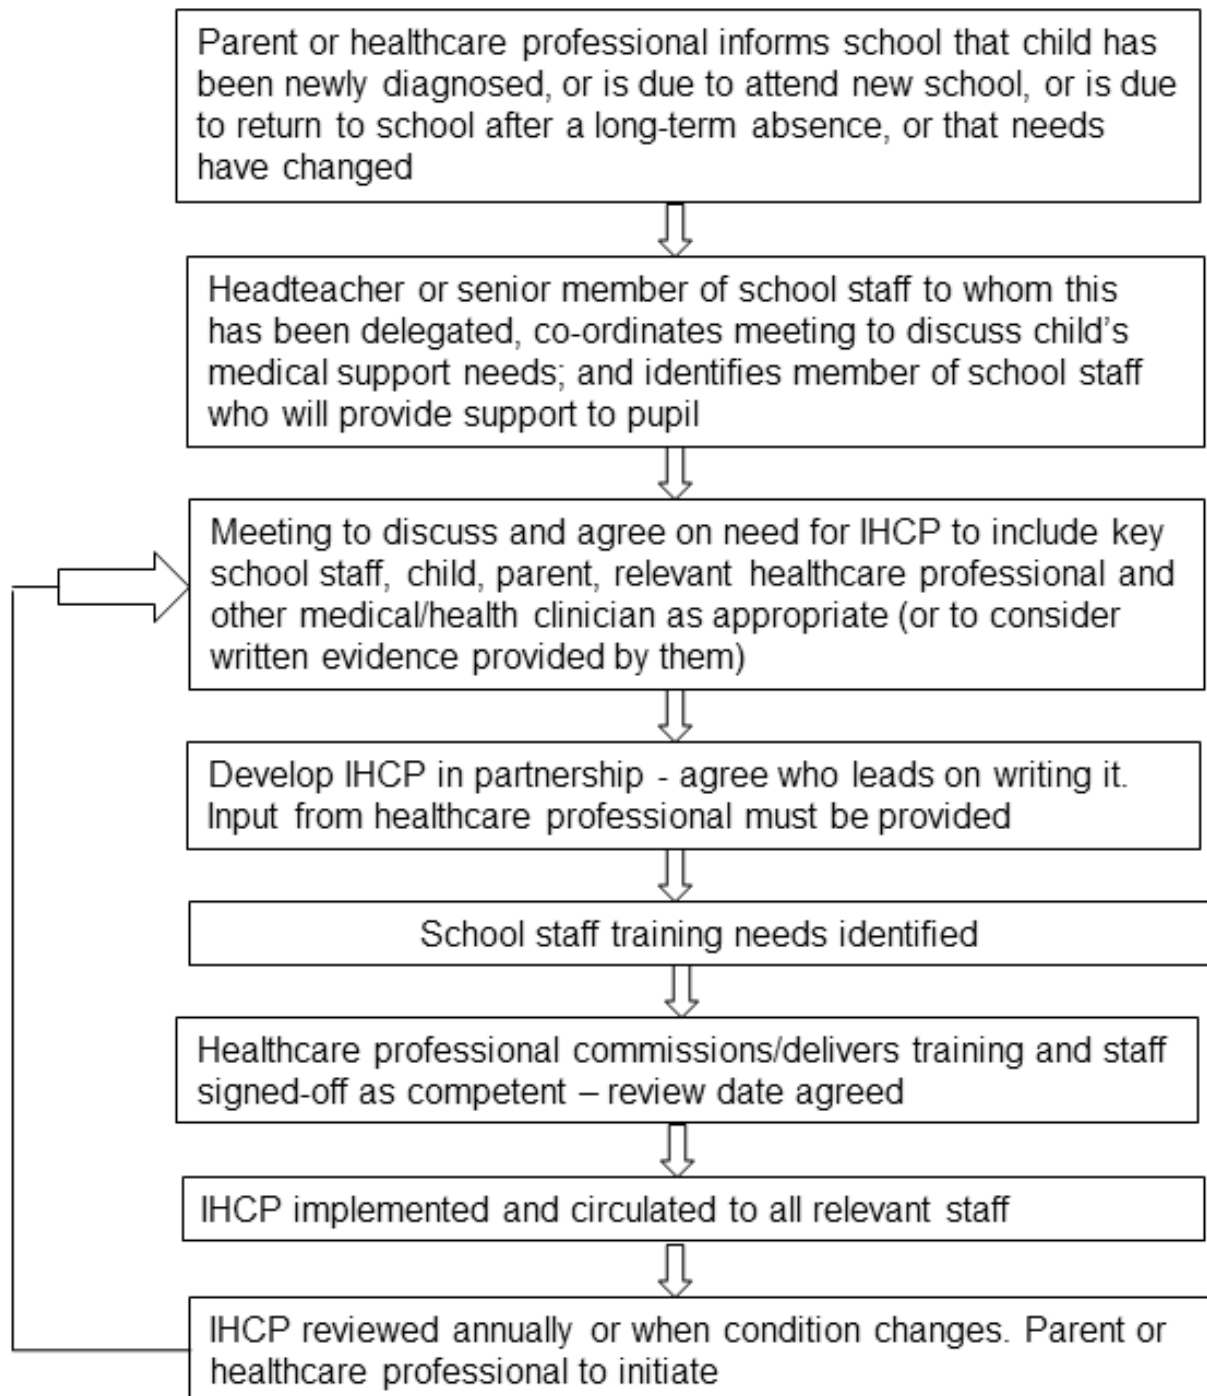 Parent or healthcare professional informs school that child has
been newly diagnosed, or is due to attend new school, or is due
to return to school after a long-term absence, or that needs
have changed
Headteacher or senior member of school staff to whom this
has been delegated, co-ordinates meeting to discuss child's
medical support needs; and identifies member of school staff
who will provide support to pupil
Meeting to discuss and agree on need for IHCP to include key
school staff, child, parent, relevant healthcare professional and
other medical/health clinician as appropriate (or to consider
written evidence provided by them)
Develop IHCP in partnership - agree who leads on writing it.
Input from healthcare professional must be provided
School staff training needs identified
Healthcare professional commissions/delivers training and staff
signed-off as competent – review date agreed
IHCP implemented and circulated to all relevant staff
IHCP reviewed annually or when condition changes. Parent or
healthcare professional to initiate